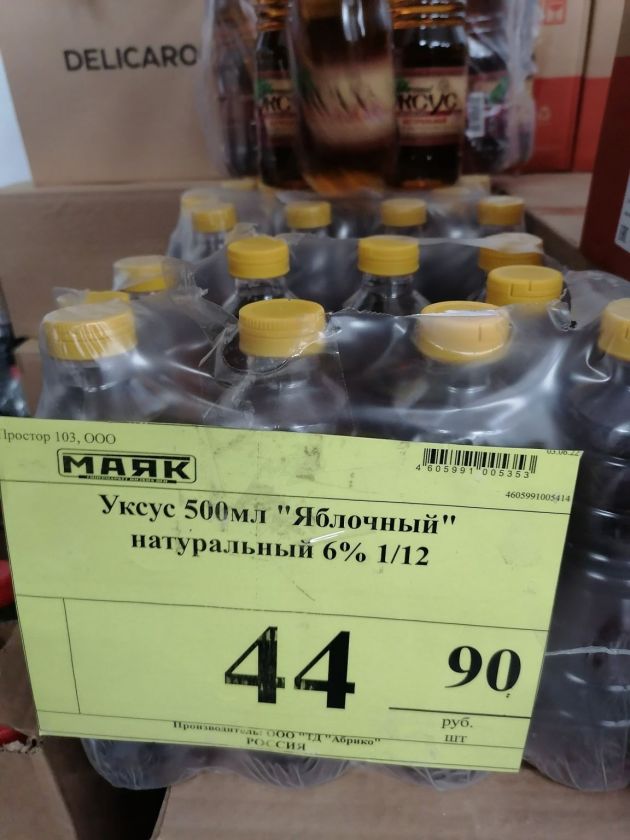 DELICARO
УКСУС
Простор 103, ООО
МАЯК
03.06.22
4 605991 005353
4605991005414
Уксус 500мл "Яблочный"
натуральный 6% 1/12
44 90
руб.
шт
Производитель: ООО "ТД "Абрико"
РОССИЯ